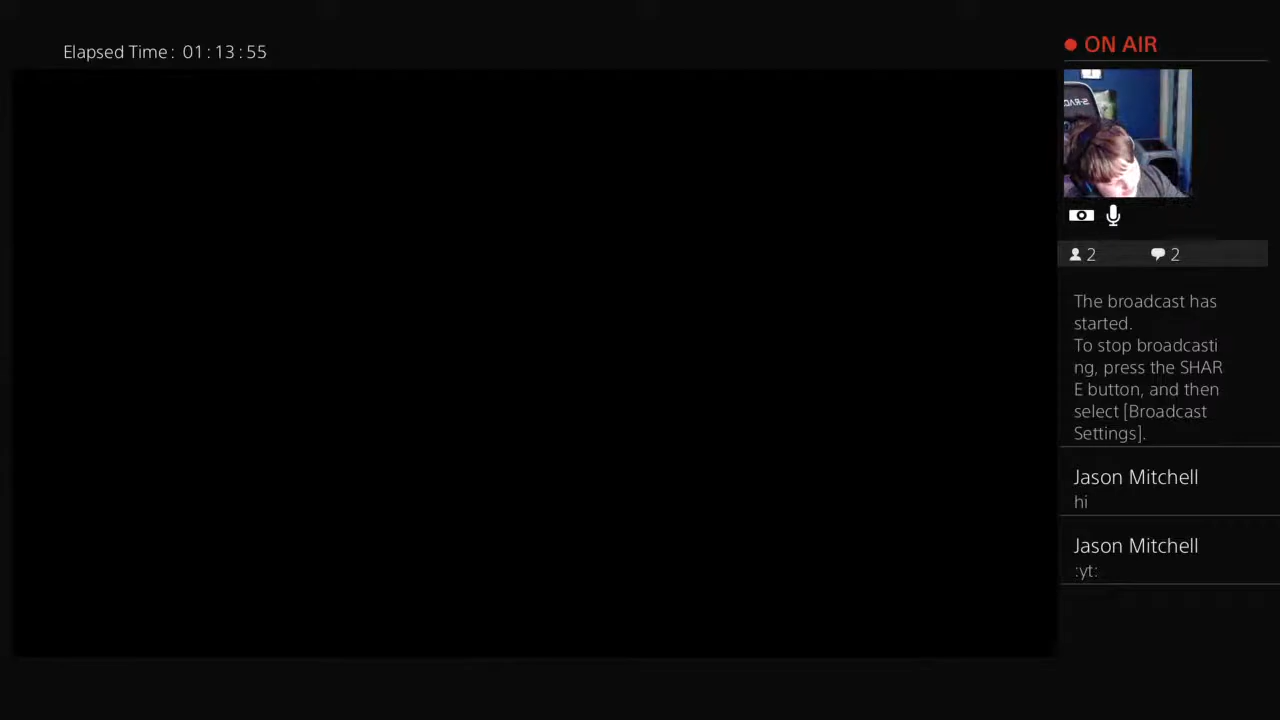 Elapsed Time: 01:13:55
ON AIR
2
2
The broadcast has
started.
To stop broadcasti
ng, press the SHAR
E button, and then
select [Broadcast
Settings].
Jason Mitchell
hi
Jason Mitchell
:yt: